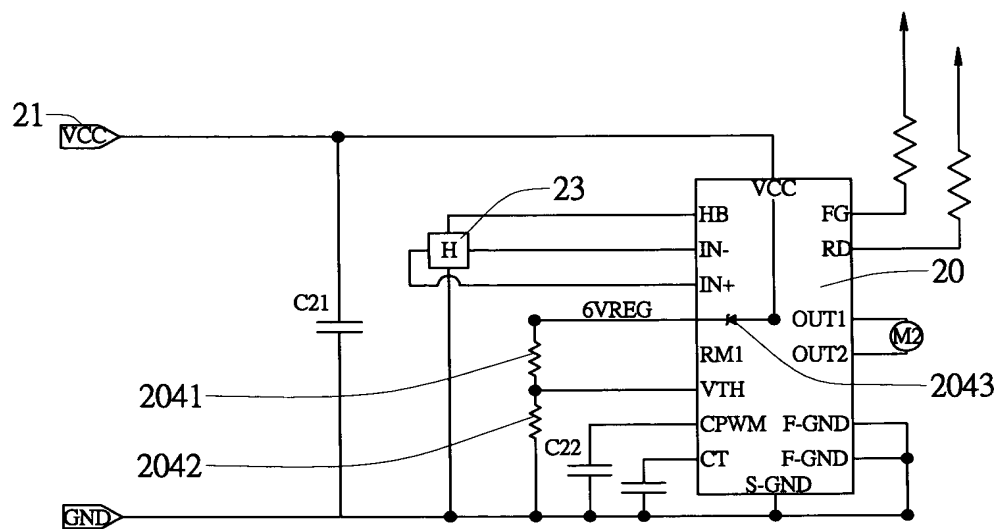 21
VCC
VCC
23
HB
FG
H
IN-
RD
20
C21
IN+
6VREG
OUT1
M2
RM1
OUT2
2041
VTH
2043
2042
C22
CPWM
F-GND
CT
F-GND
S-GND
GND